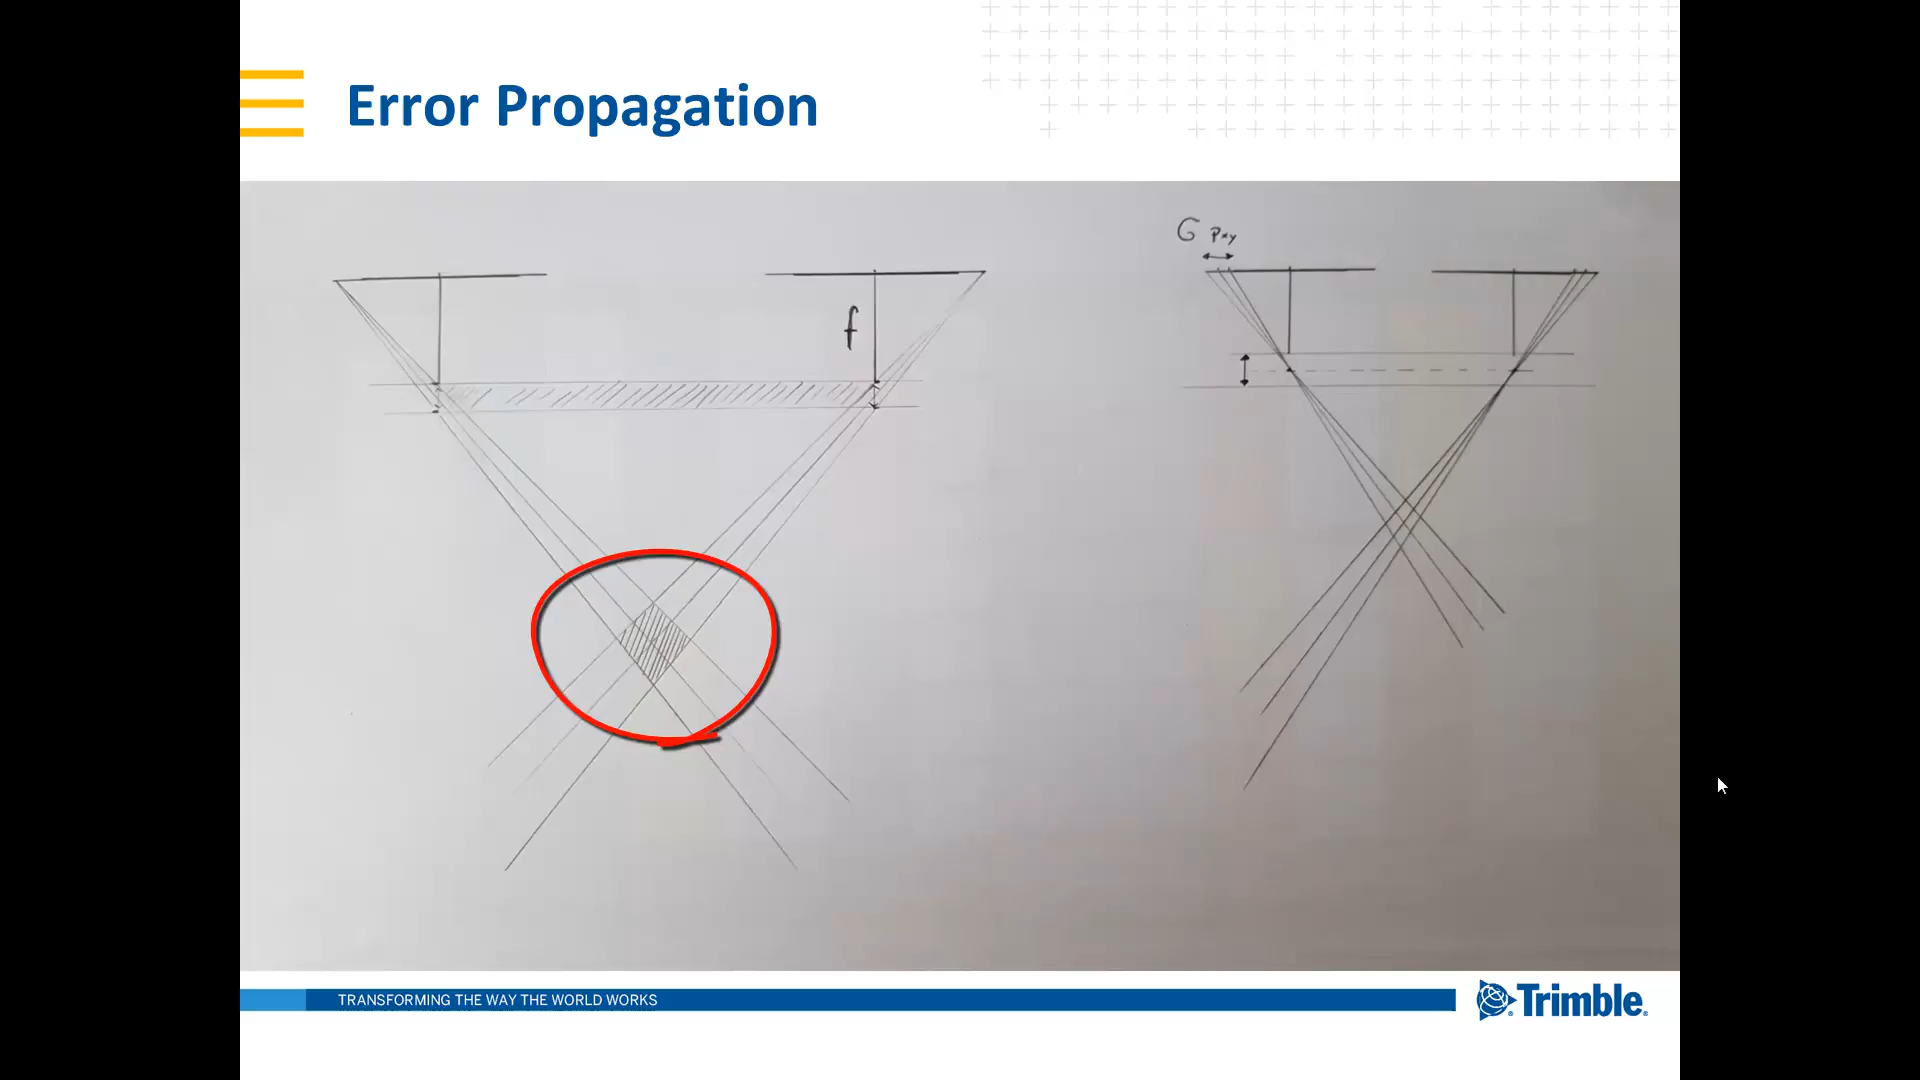 Error Propagation
G Pxy
f
TRANSFORMING THE WAY THE WORLD WORKS
Trimble